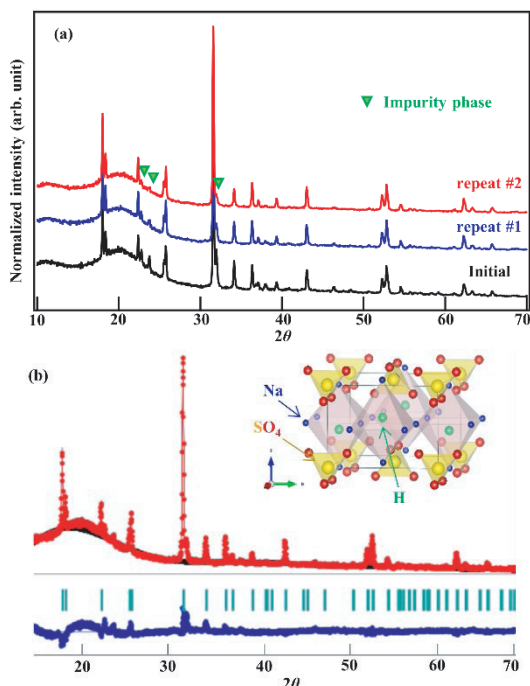 (a)
Impurity phase
repeat #2
repeat #1
Initial
Normalized intensity (arb. unit)
10 20 30 40 50 60 70
2θ
(b)
Na
SO4
H
20 30 40 50 60 70
2θ